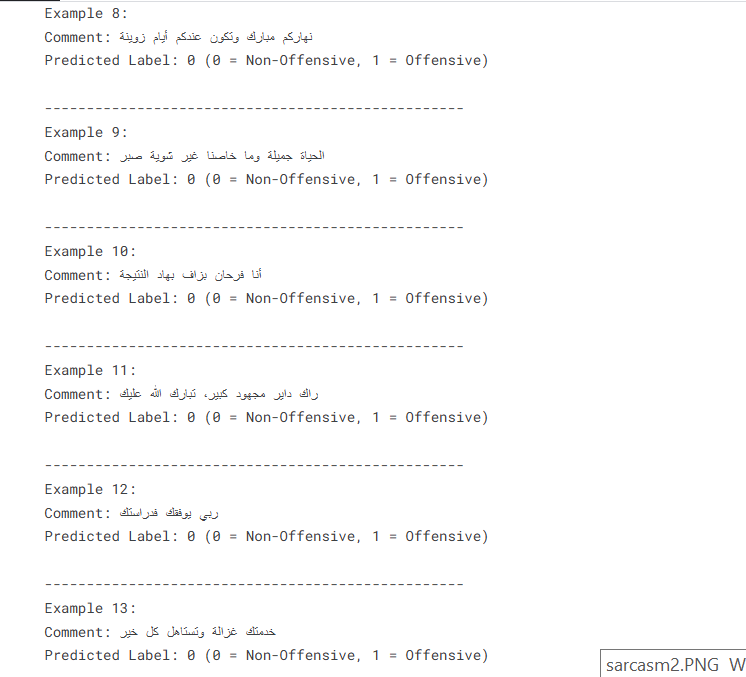 Example 8:
Comment: نهاركم مبارك وتكون عندكم أيام زوينة
Predicted Label: 0 (0 = Non-Offensive, 1 = Offensive)
--------------------------------------------------
Example 9:
Comment: الحياة جميلة وما خاصنا غير شوية صبر
Predicted Label: 0 (0 = Non-Offensive, 1 = Offensive)
--------------------------------------------------
Example 10:
Comment: أنا فرحان بزاف بهاد النتيجة
Predicted Label: 0 (0 = Non-Offensive, 1 = Offensive)
--------------------------------------------------
Example 11:
Comment: راك داير مجهود كبير، تبارك الله عليك
Predicted Label: 0 (0 = Non-Offensive, 1 = Offensive)
--------------------------------------------------
Example 12:
Comment: ربي يوفقك فدراستك
Predicted Label: 0 (0 = Non-Offensive, 1 = Offensive)
--------------------------------------------------
Example 13:
Comment: خدمتك غزالة وتستاهل كل خير
Predicted Label: 0 (0 = Non-Offensive, 1 = Offensive)
sarcasm2.PNG W